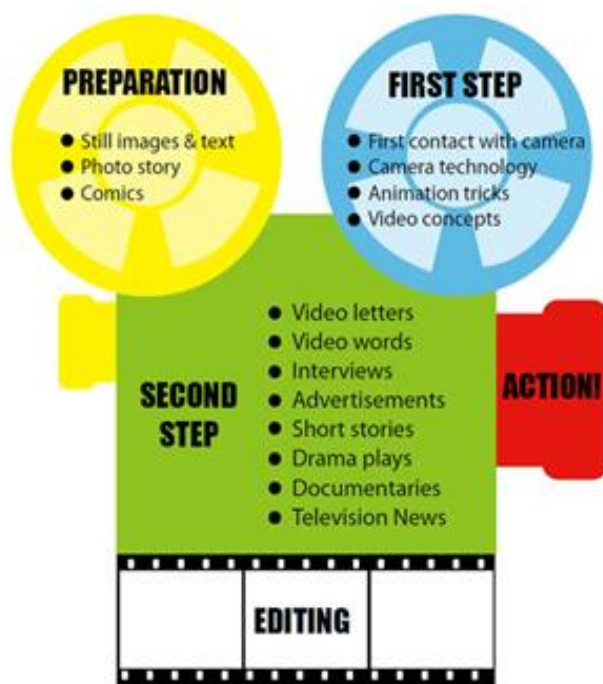 PREPARATION
● Still images & text
● Photo story
● Comics
FIRST STEP
● First contact with camera
● Camera technology
● Animation tricks
● Video concepts
SECOND
STEP
● Video letters
● Video words
● Interviews
● Advertisements
● Short stories
● Drama plays
● Documentaries
● Television News
ACTION!
EDITING